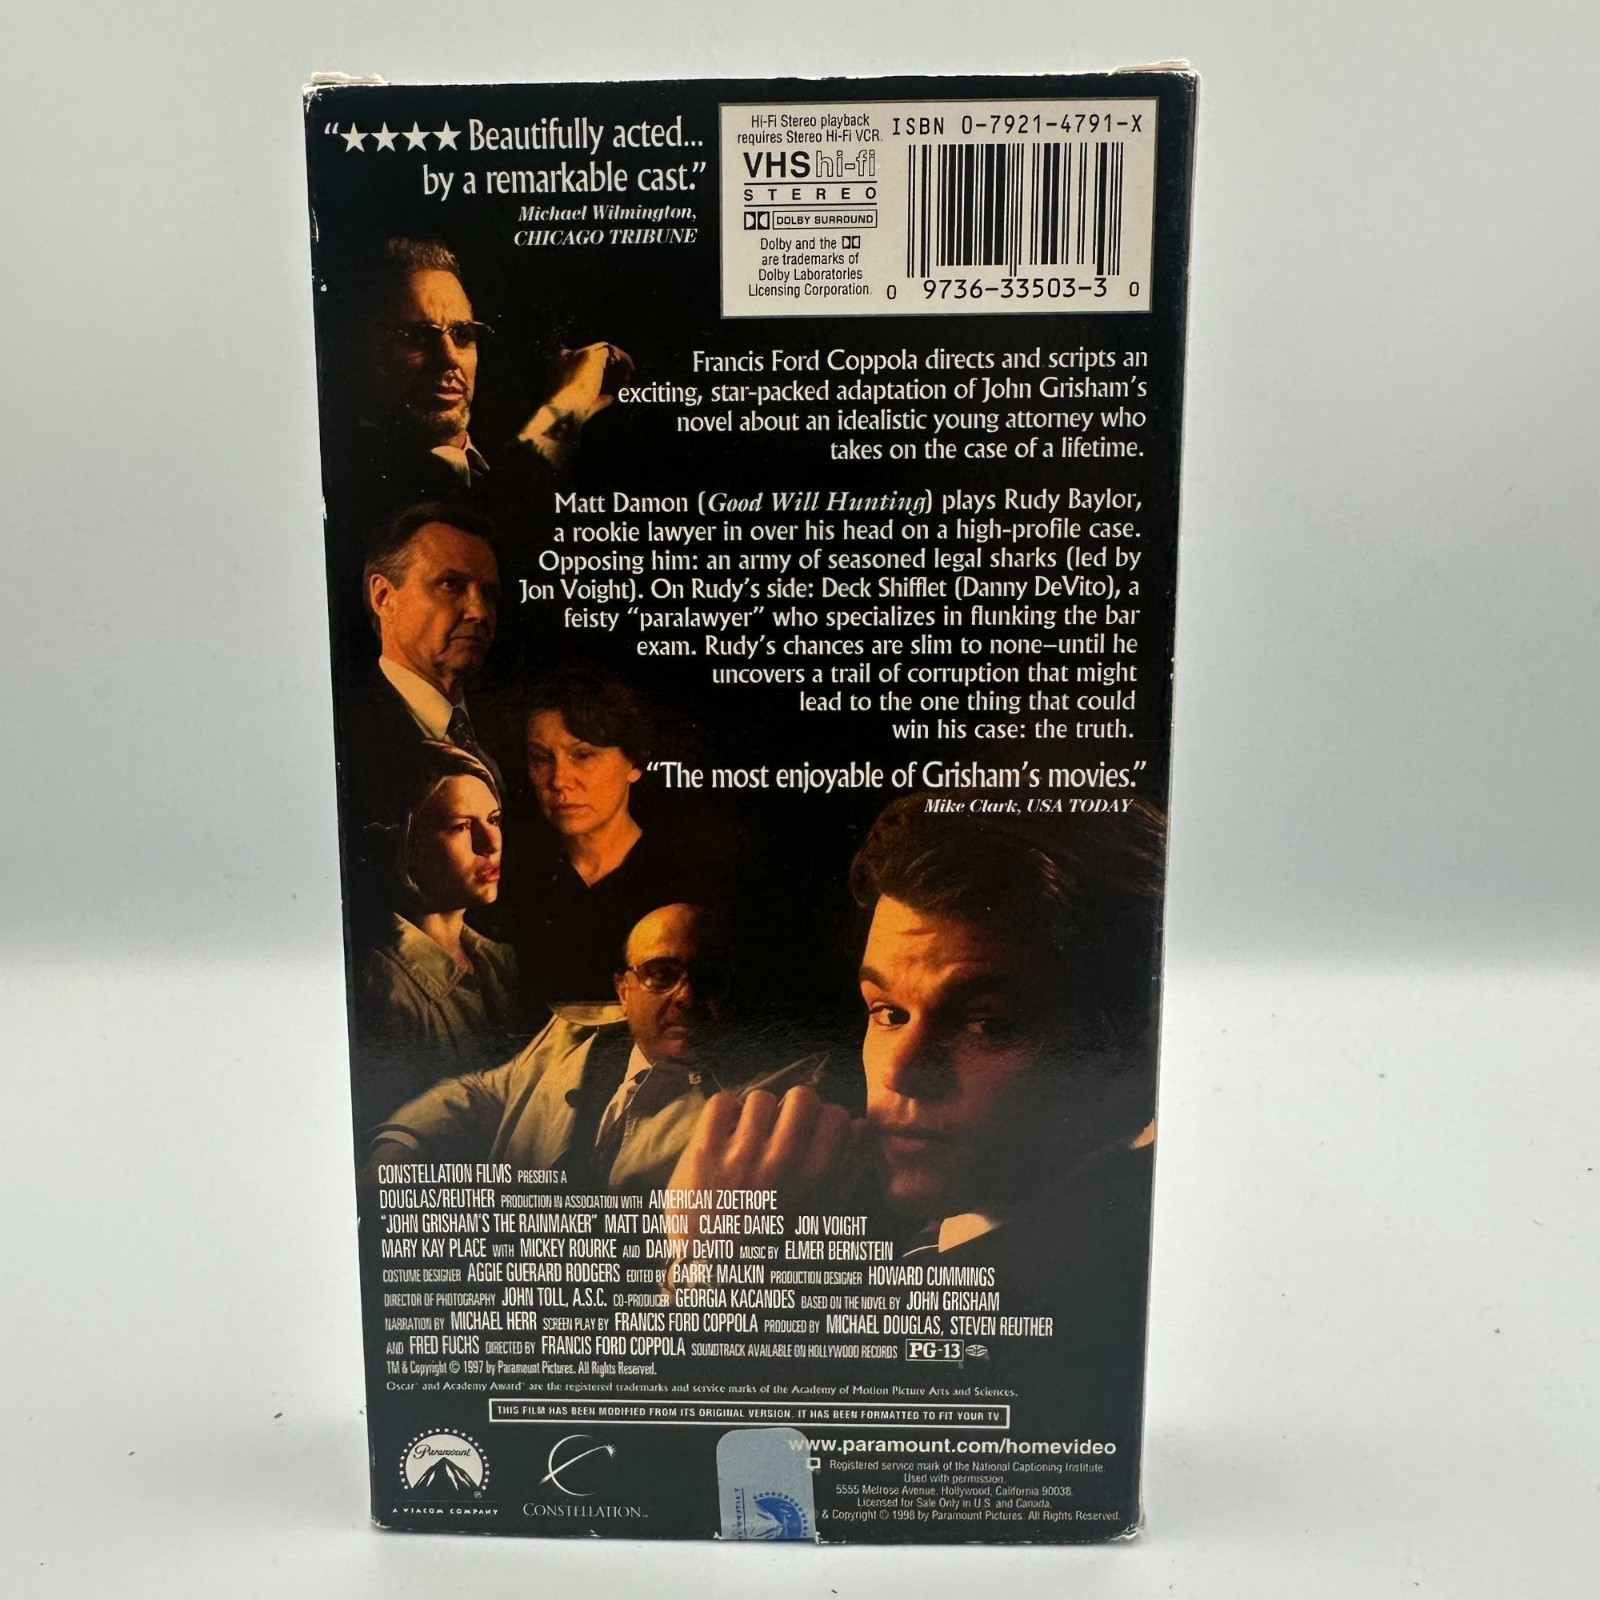 “★★★★ Beautifully acted...
by a remarkable cast.”
Michael Wilmington,
CHICAGO TRIBUNE
Hi-Fi Stereo playback
requires Stereo Hi-Fi VCR.
VHS hi-fi
STEREO
DOLBY SURROUND
Dolby and the
are trademarks of
Dolby Laboratories
Licensing Corporation.
ISBN 0-7921-4791-X
0 9736-33503-3 0
Francis Ford Coppola directs and scripts an
exciting, star-packed adaptation of John Grisham’s
novel about an idealistic young attorney who
takes on the case of a lifetime.
Matt Damon (Good Will Hunting) plays Rudy Baylor,
a rookie lawyer in over his head on a high-profile case.
Opposing him: an army of seasoned legal sharks (led by
Jon Voight). On Rudy’s side: Deck Shifflet (Danny DeVito), a
feisty “paralawyer” who specializes in flunking the bar
exam. Rudy’s chances are slim to none–until he
uncovers a trail of corruption that might
lead to the one thing that could
win his case: the truth.
“The most enjoyable of Grisham’s movies.”
Mike Clark, USA TODAY
CONSTELLATION FILMS PRESENTS A
DOUGLAS/REUTHER PRODUCTION IN ASSOCIATION WITH AMERICAN ZOETROPE
“JOHN GRISHAM’S THE RAINMAKER” MATT DAMON CLAIRE DANES JON VOIGHT
MARY KAY PLACE WITH MICKEY ROURKE AND DANNY DeVITO MUSIC BY ELMER BERNSTEIN
COSTUME DESIGNER AGGIE GUERARD RODGERS EDITED BY BARRY MALKIN PRODUCTION DESIGNER HOWARD CUMMINGS
DIRECTOR OF PHOTOGRAPHY JOHN TOLL, A.S.C. CO-PRODUCER GEORGIA KACANDES BASED ON THE NOVEL BY JOHN GRISHAM
NARRATION BY MICHAEL HERR SCREEN PLAY BY FRANCIS FORD COPPOLA PRODUCED BY MICHAEL DOUGLAS, STEVEN REUTHER
AND FRED FUCHS DIRECTED BY FRANCIS FORD COPPOLA SOUNDTRACK AVAILABLE ON HOLLYWOOD RECORDS PG-13
TM & Copyright © 1997 by Paramount Pictures. All Rights Reserved.
Oscar® and Academy Award® are the registered trademarks and service marks of the Academy of Motion Picture Arts and Sciences.
THIS FILM HAS BEEN MODIFIED FROM ITS ORIGINAL VERSION. IT HAS BEEN FORMATTED TO FIT YOUR TV.
Paramount
A VIACOM COMPANY
CONSTELLATION™
www.paramount.com/homevideo
Registered service mark of the National Captioning Institute.
Used with permission.
5555 Melrose Avenue, Hollywood, California 90038.
Licensed for Sale Only in U.S. and Canada.
& Copyright © 1998 by Paramount Pictures. All Rights Reserved.